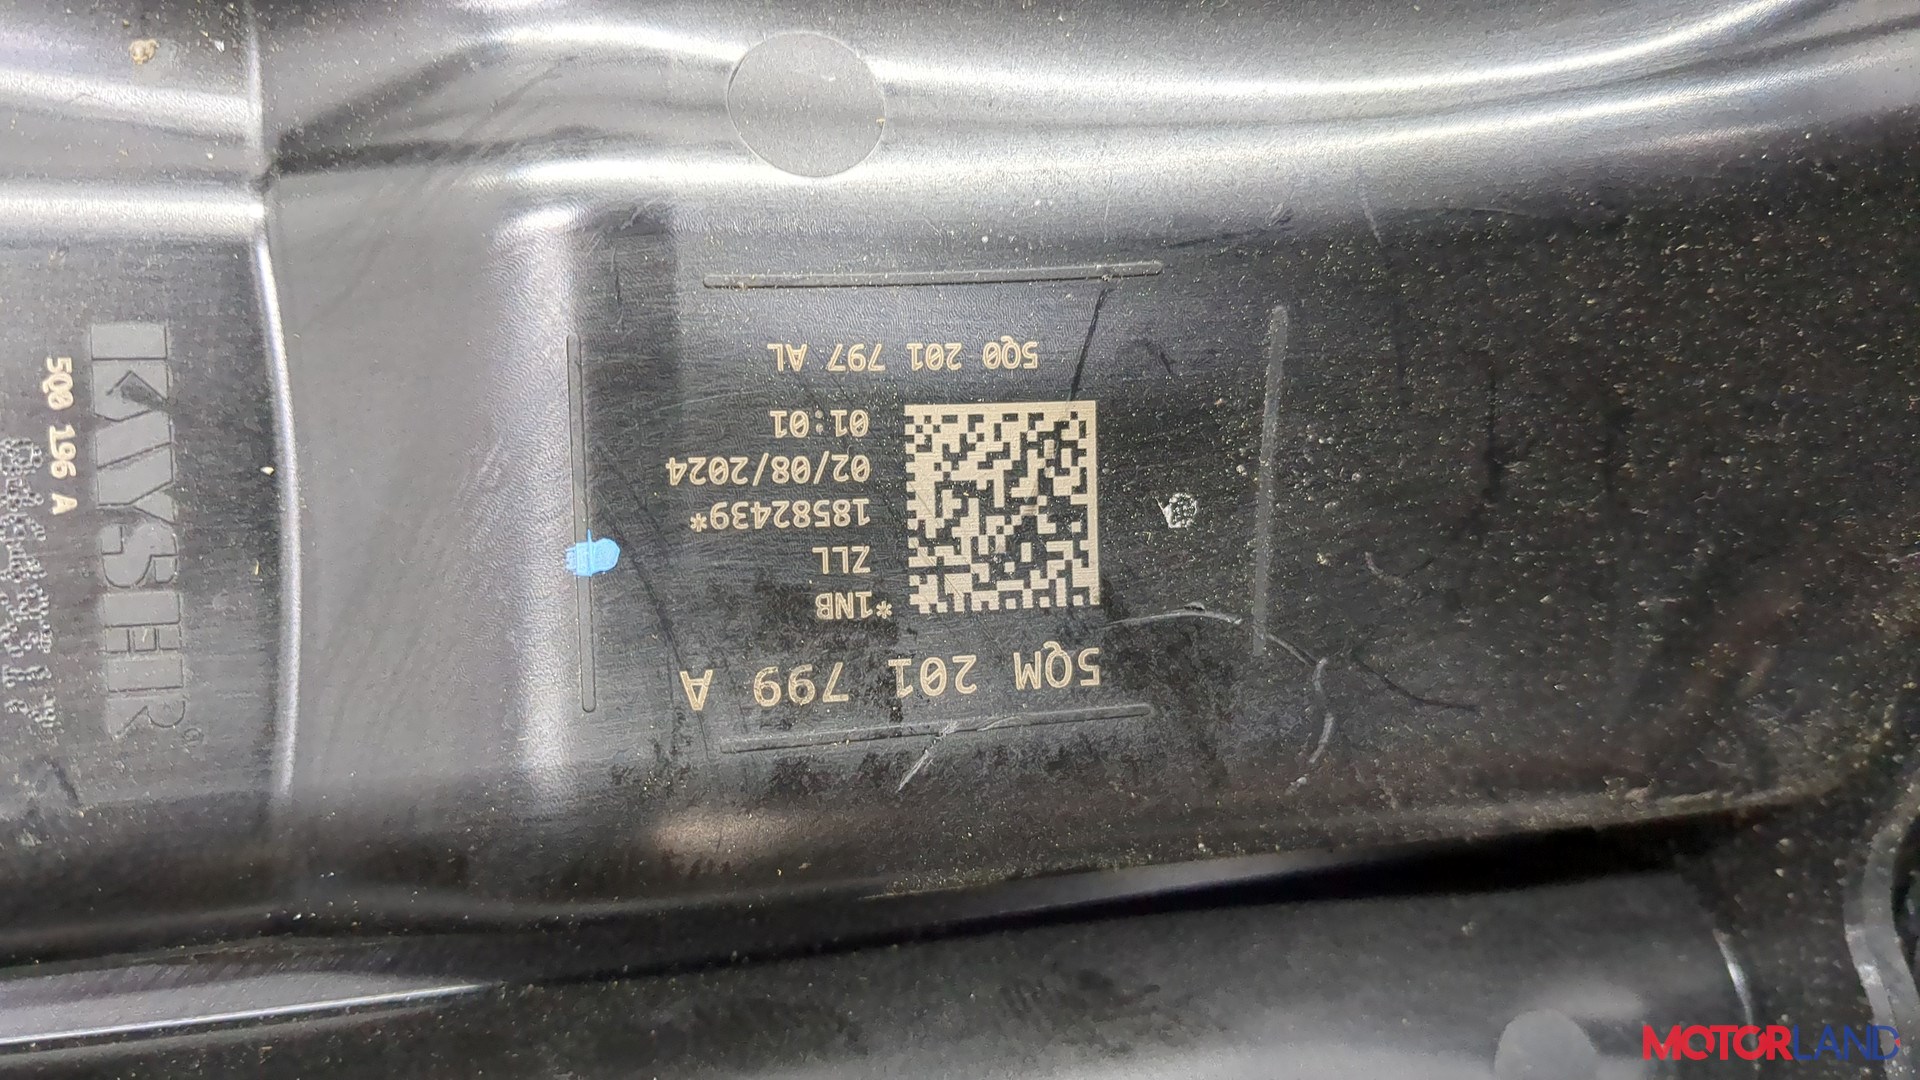 5QM 201 799 A
*1NB
ZLL
18582439*
02/08/2024
01:01
5Q0 201 797 AL
KAYSER®
5Q0 196 A
MOTORLAND